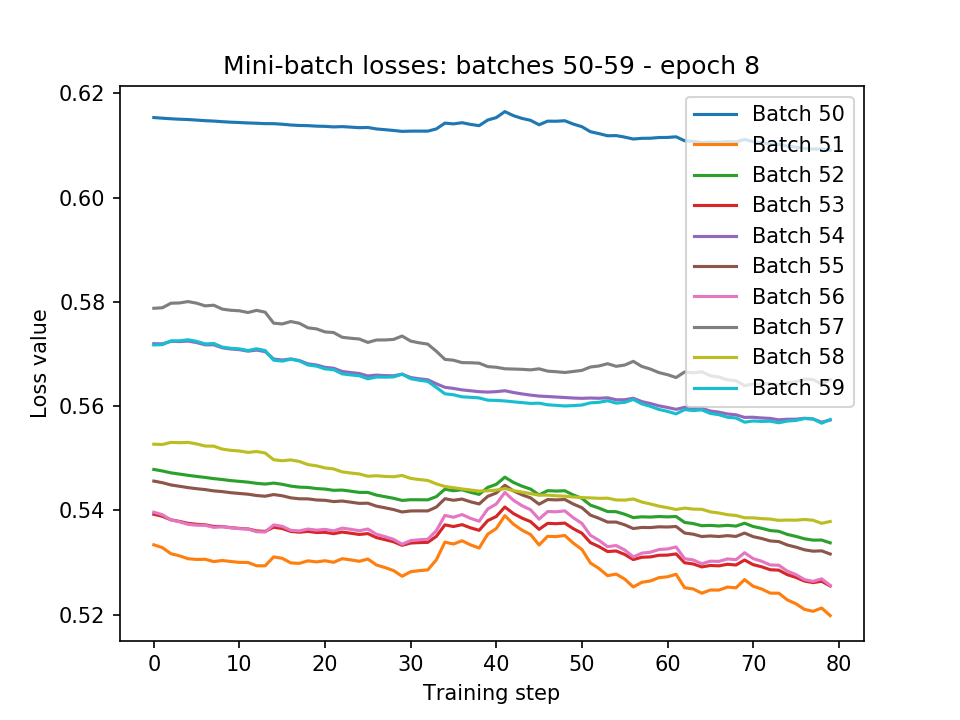 Mini-batch losses: batches 50-59 - epoch 8
0.62
0.60
0.58
0.56
0.54
0.52
Loss value
0
10
20
30
40
50
60
70
80
Training step
Batch 50
Batch 51
Batch 52
Batch 53
Batch 54
Batch 55
Batch 56
Batch 57
Batch 58
Batch 59